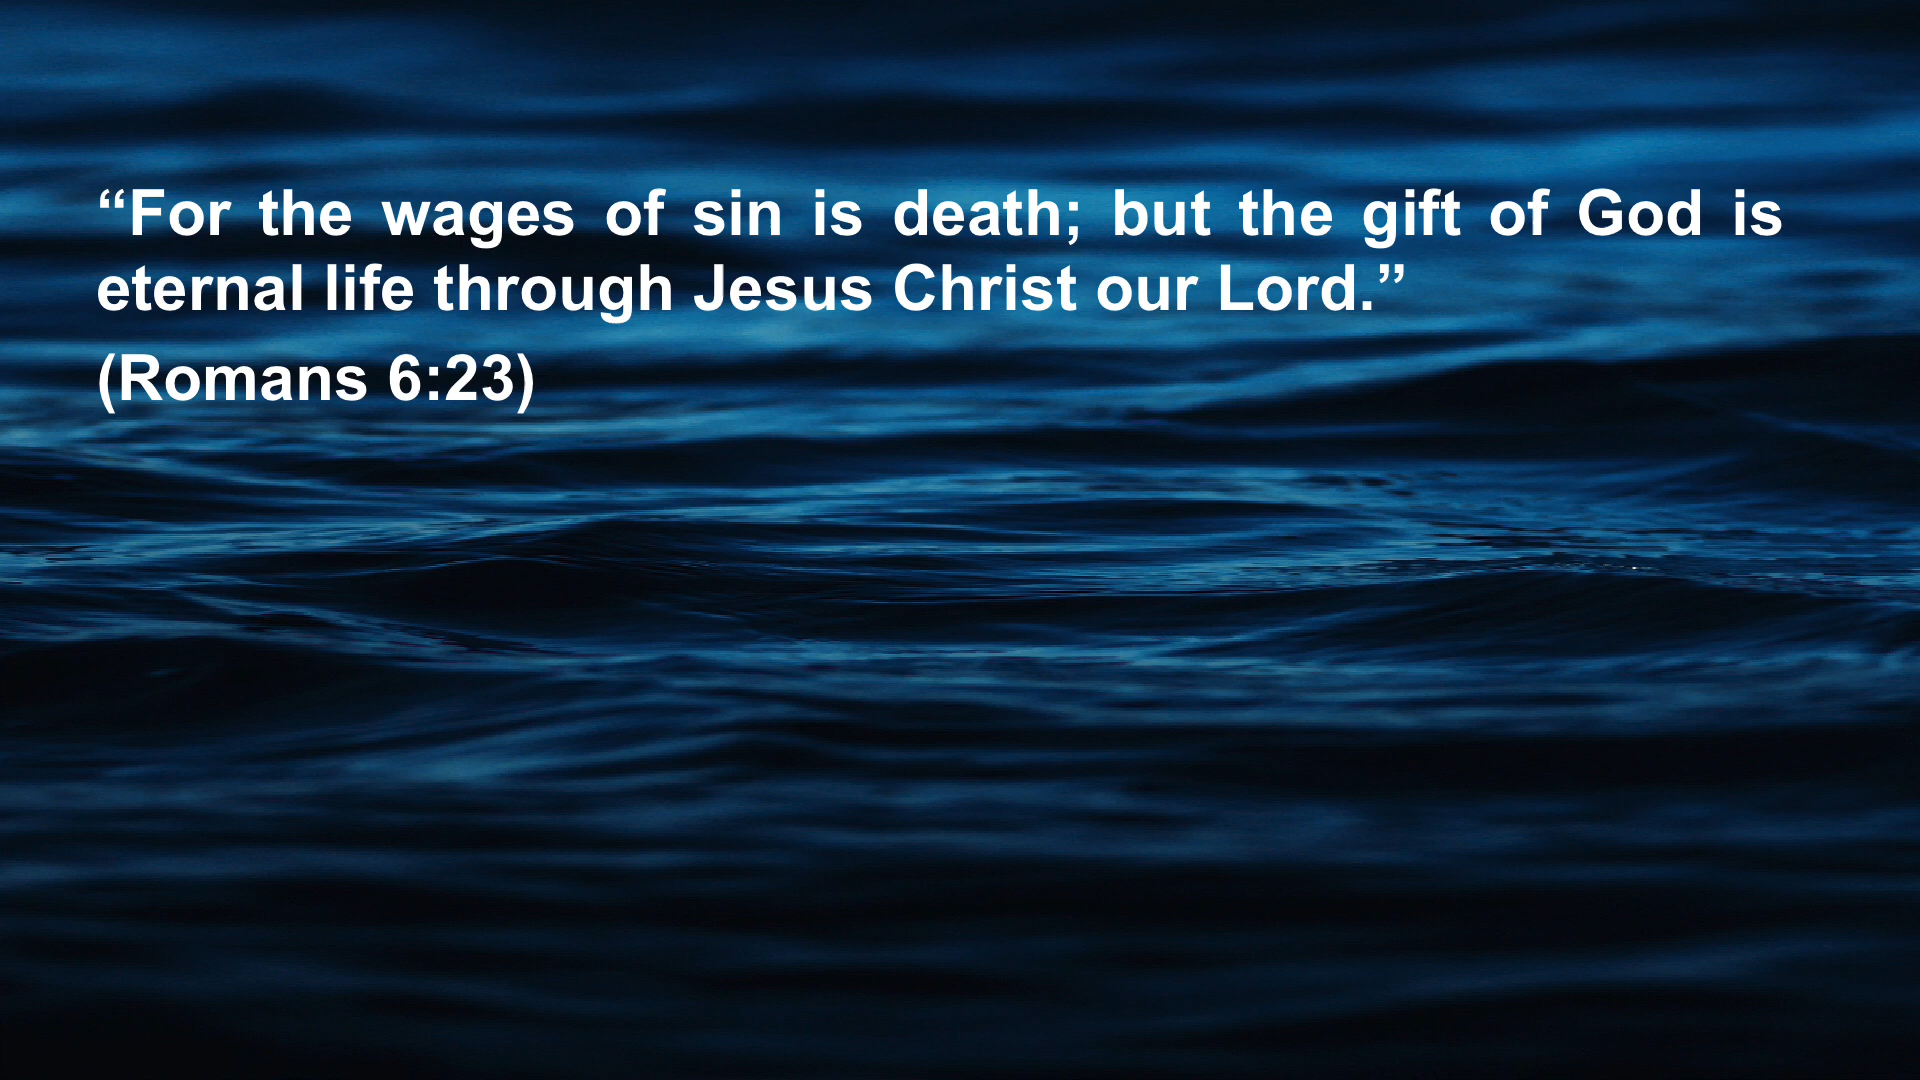 “For the wages of sin is death; but the gift of God is
eternal life through Jesus Christ our Lord.”
(Romans 6:23)